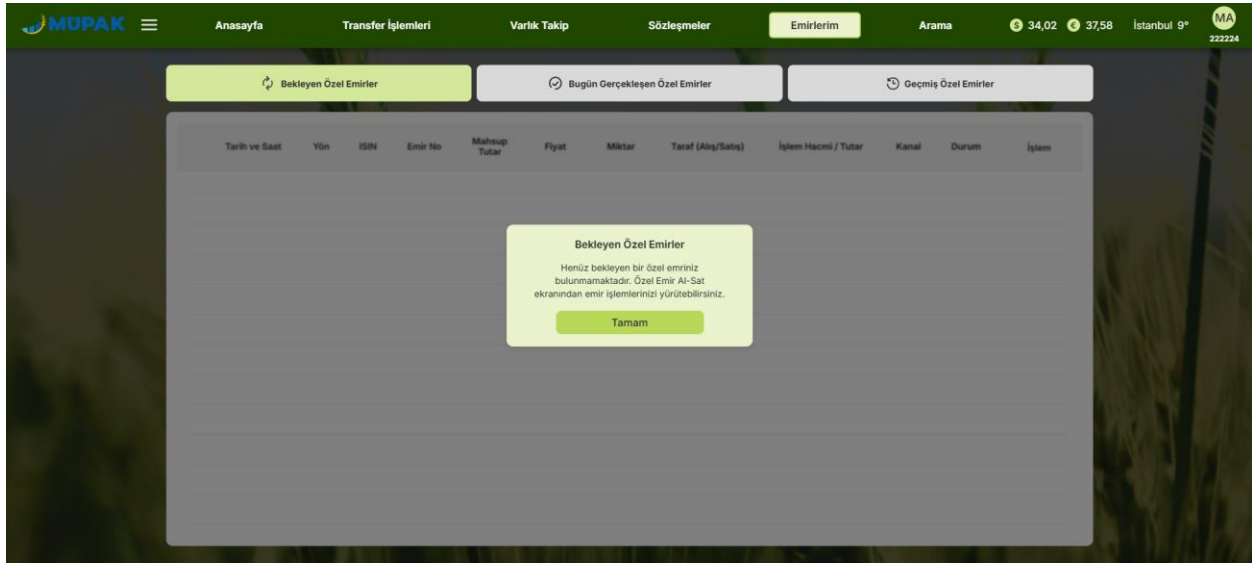 MÜPAK
Anasayfa
Transfer İşlemleri
Varlık Takip
Sözleşmeler
Emirlerim
Arama
$ 34,02 € 37,58
İstanbul 9°
MA
222224
Bekleyen Özel Emirler
Bugün Gerçekleşen Özel Emirler
Geçmiş Özel Emirler
Tarih ve Saat
Yön
ISIN
Emir No
Mahsup
Tutar
Fiyat
Miktar
Taraf (Alış/Satış)
İşlem Hacmi / Tutar
Kanal
Durum
İşlem
Bekleyen Özel Emirler
Henüz bekleyen bir özel emriniz
bulunmamaktadır. Özel Emir Al-Sat
ekranından emir işlemlerinizi yürütebilirsiniz.
Tamam